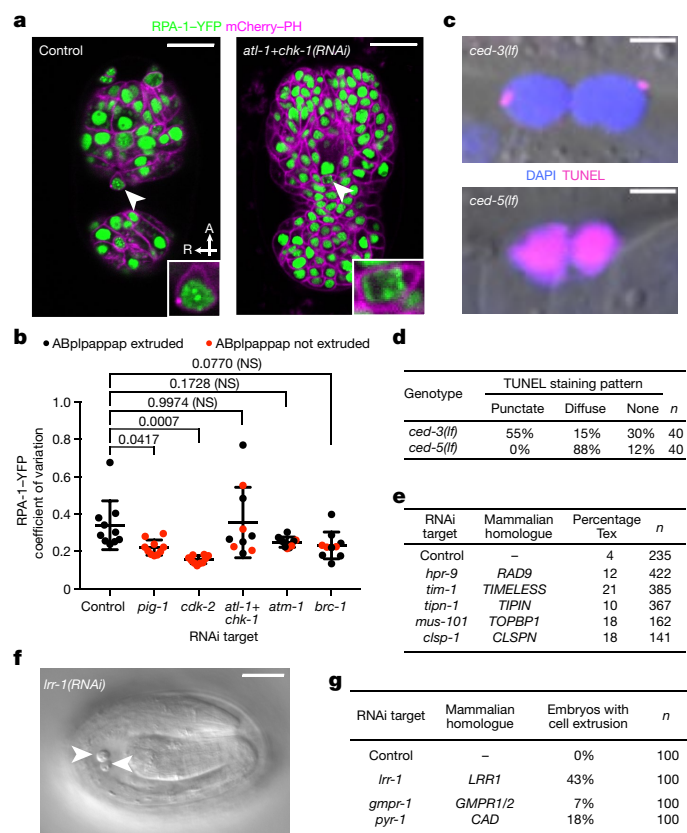 a
RPA-1–YFP mCherry–PH
Control
atl-1+chk-1(RNAi)
A
R
c
ced-3(lf)
DAPI TUNEL
ced-5(lf)
b
ABplpappap extruded ABplpappap not extruded
0.0770 (NS)
0.1728 (NS)
0.9974 (NS)
0.0007
0.0417
RPA-1–YFP
coefficient of variation
1.0
0.8
0.6
0.4
0.2
0
Control pig-1 cdk-2 atl-1+ chk-1 atm-1 brc-1
RNAi target
d
Genotype TUNEL staining pattern
Punctate Diffuse None n
ced-3(lf) 55% 15% 30% 40
ced-5(lf) 0% 88% 12% 40
e
RNAi target Mammalian homologue Percentage Tex n
Control – 4 235
hpr-9 RAD9 12 422
tim-1 TIMELESS 21 385
tipn-1 TIPIN 10 367
mus-101 TOPBP1 18 162
clsp-1 CLSPN 18 141
f
lrr-1(RNAi)
g
RNAi target Mammalian homologue Embryos with cell extrusion n
Control – 0% 100
lrr-1 LRR1 43% 100
gmpr-1 GMPR1/2 7% 100
pyr-1 CAD 18% 100